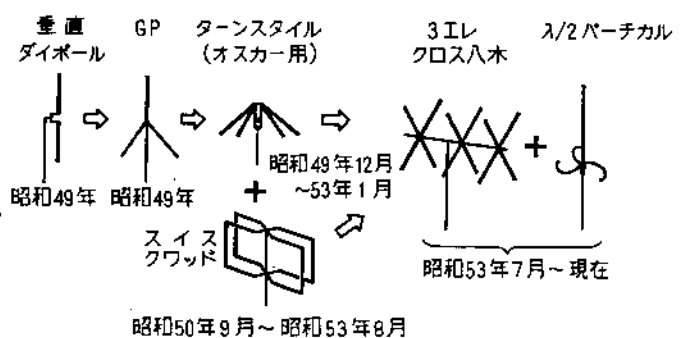 垂直
ダイポール
GP
ターンスタイル
(オスカー用)
3エレ
クロス八木
λ/2バーチカル
昭和49年
昭和49年
昭和49年12月
～53年1月
+
+
スイス
クワッド
昭和50年9月～昭和53年8月
昭和53年7月～現在